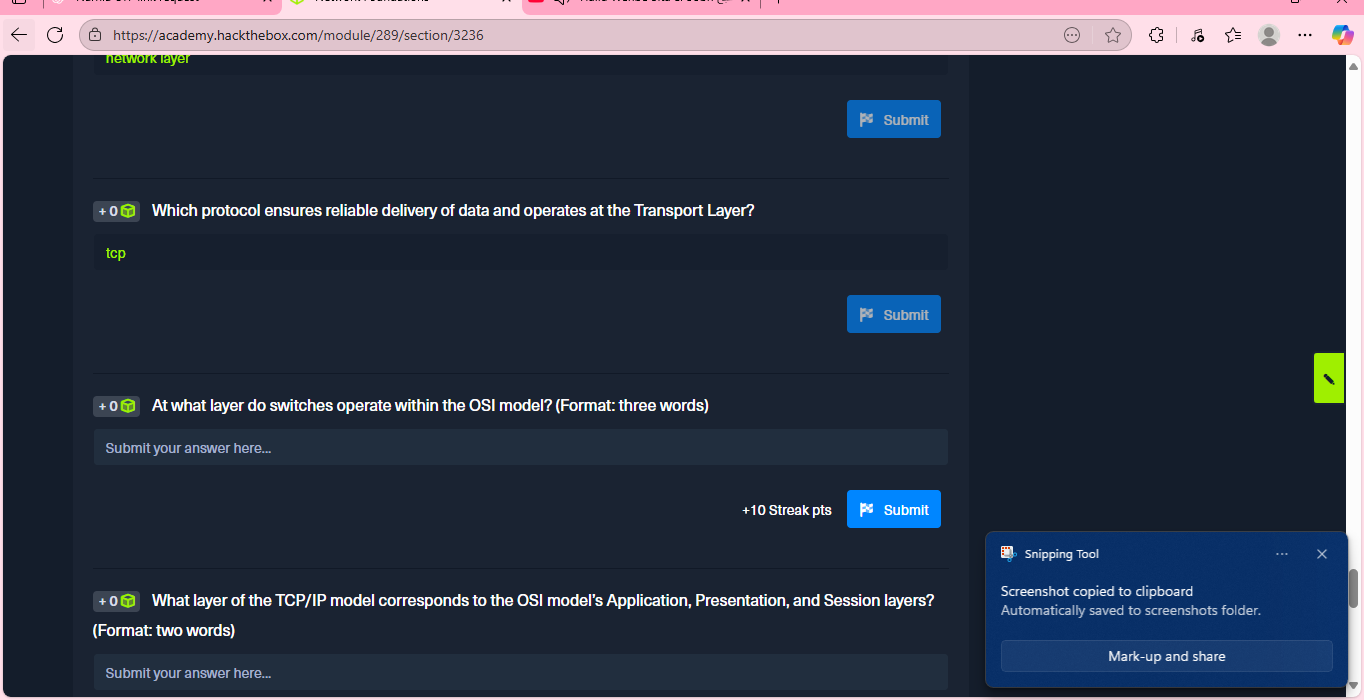 https://academy.hackthebox.com/module/289/section/3236
network layer
Submit
+ 0 Which protocol ensures reliable delivery of data and operates at the Transport Layer?
tcp
Submit
+ 0 At what layer do switches operate within the OSI model? (Format: three words)
Submit your answer here...
+10 Streak pts Submit
+ 0 What layer of the TCP/IP model corresponds to the OSI model's Application, Presentation, and Session layers?
(Format: two words)
Submit your answer here...
Snipping Tool
Screenshot copied to clipboard
Automatically saved to screenshots folder.
Mark-up and share